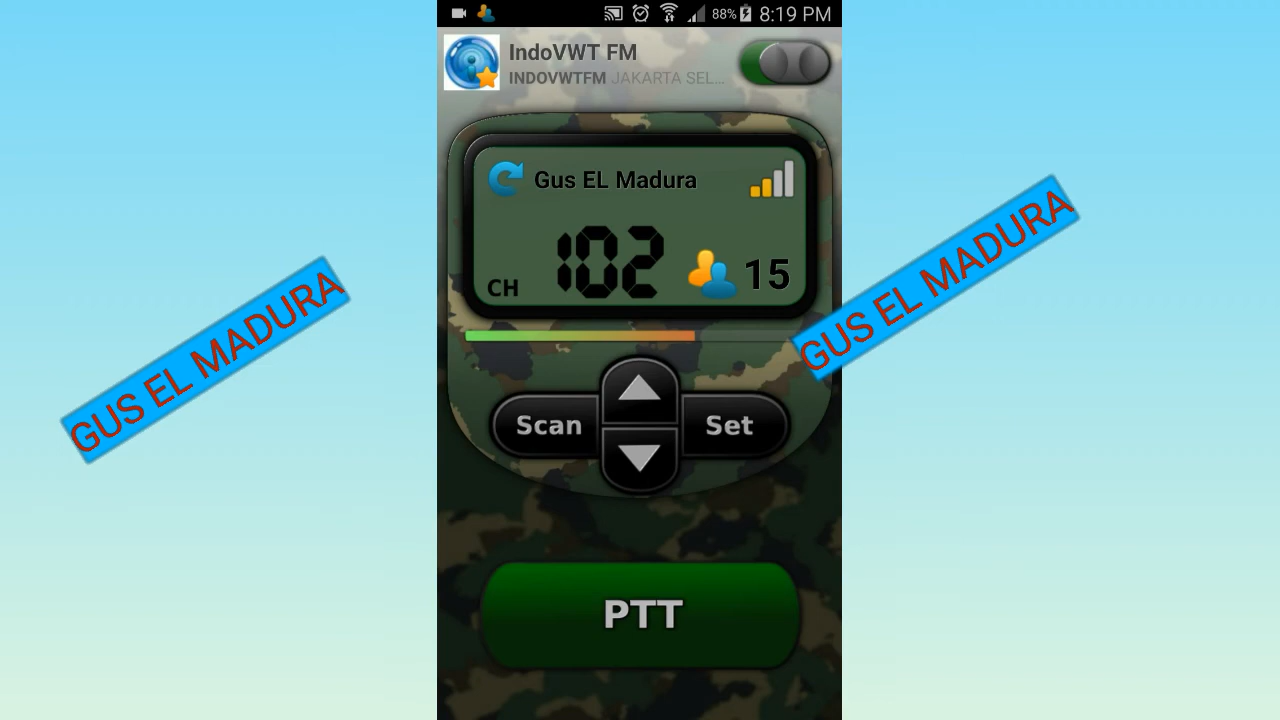 88% 8:19 PM
IndoVWT FM
INDOVWTFM JAKARTA SEL...
Gus EL Madura
CH 102 15
Scan Set
PTT
GUS EL MADURA
GUS EL MADURA